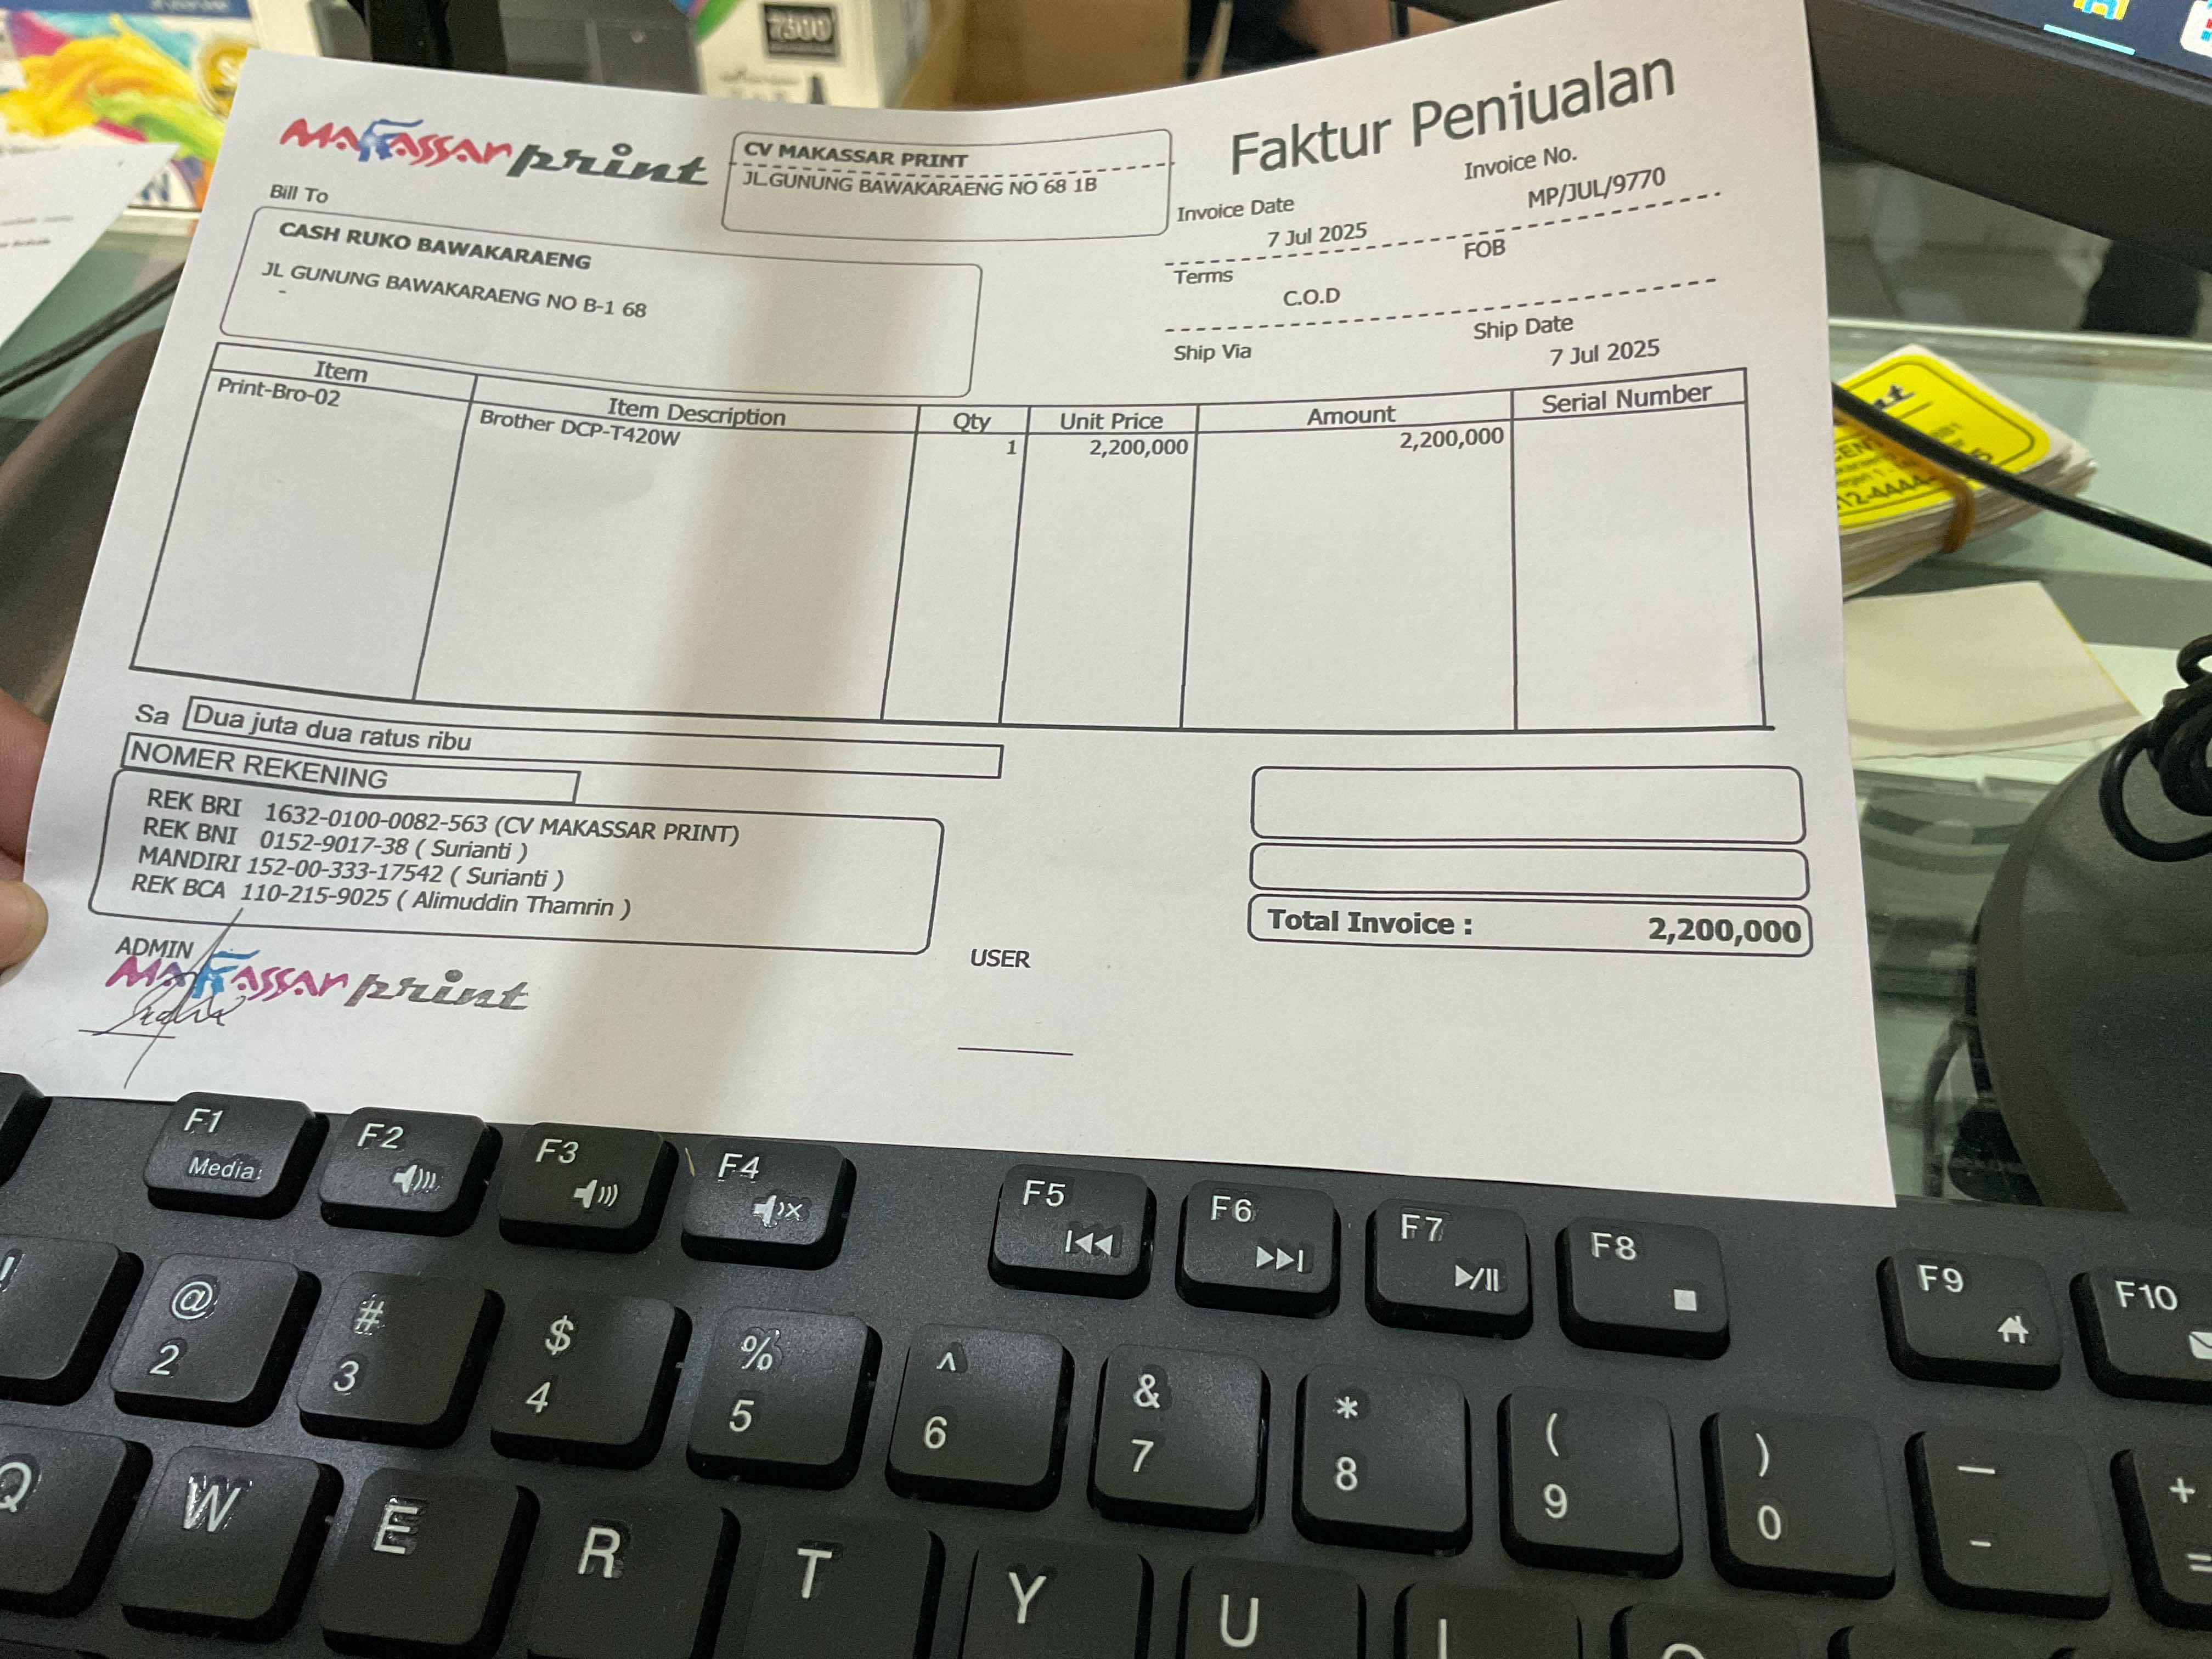 MAKASSAR print
CV MAKASSAR PRINT
JL.GUNUNG BAWAKARAENG NO 68 1B
Faktur Penjualan
Bill To
CASH RUKO BAWAKARAENG
JL GUNUNG BAWAKARAENG NO B-1 68
-
Invoice Date
7 Jul 2025
Invoice No.
MP/JUL/9770
Terms
C.O.D
FOB
Ship Via
Ship Date
7 Jul 2025
Item Item Description Qty Unit Price Amount Serial Number
Print-Bro-02 Brother DCP-T420W 1 2,200,000 2,200,000
Sa Dua juta dua ratus ribu
NOMER REKENING
REK BRI 1632-0100-0082-563 (CV MAKASSAR PRINT)
REK BNI 0152-9017-38 ( Surianti )
MANDIRI 152-00-333-17542 ( Surianti )
REK BCA 110-215-9025 ( Alimuddin Thamrin )
Total Invoice : 2,200,000
ADMIN
MAKASSAR print
USER
F1 F2 F3 F4 F5 F6 F7 F8 F9 F10
Media
! @ # $ % ^ & * ( ) — +
2 3 4 5 6 7 8 9 0 - =
Q W E R T Y U I O